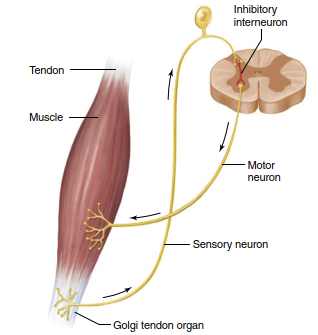 Inhibitory
interneuron
Tendon
Muscle
Motor
neuron
Sensory neuron
Golgi tendon organ